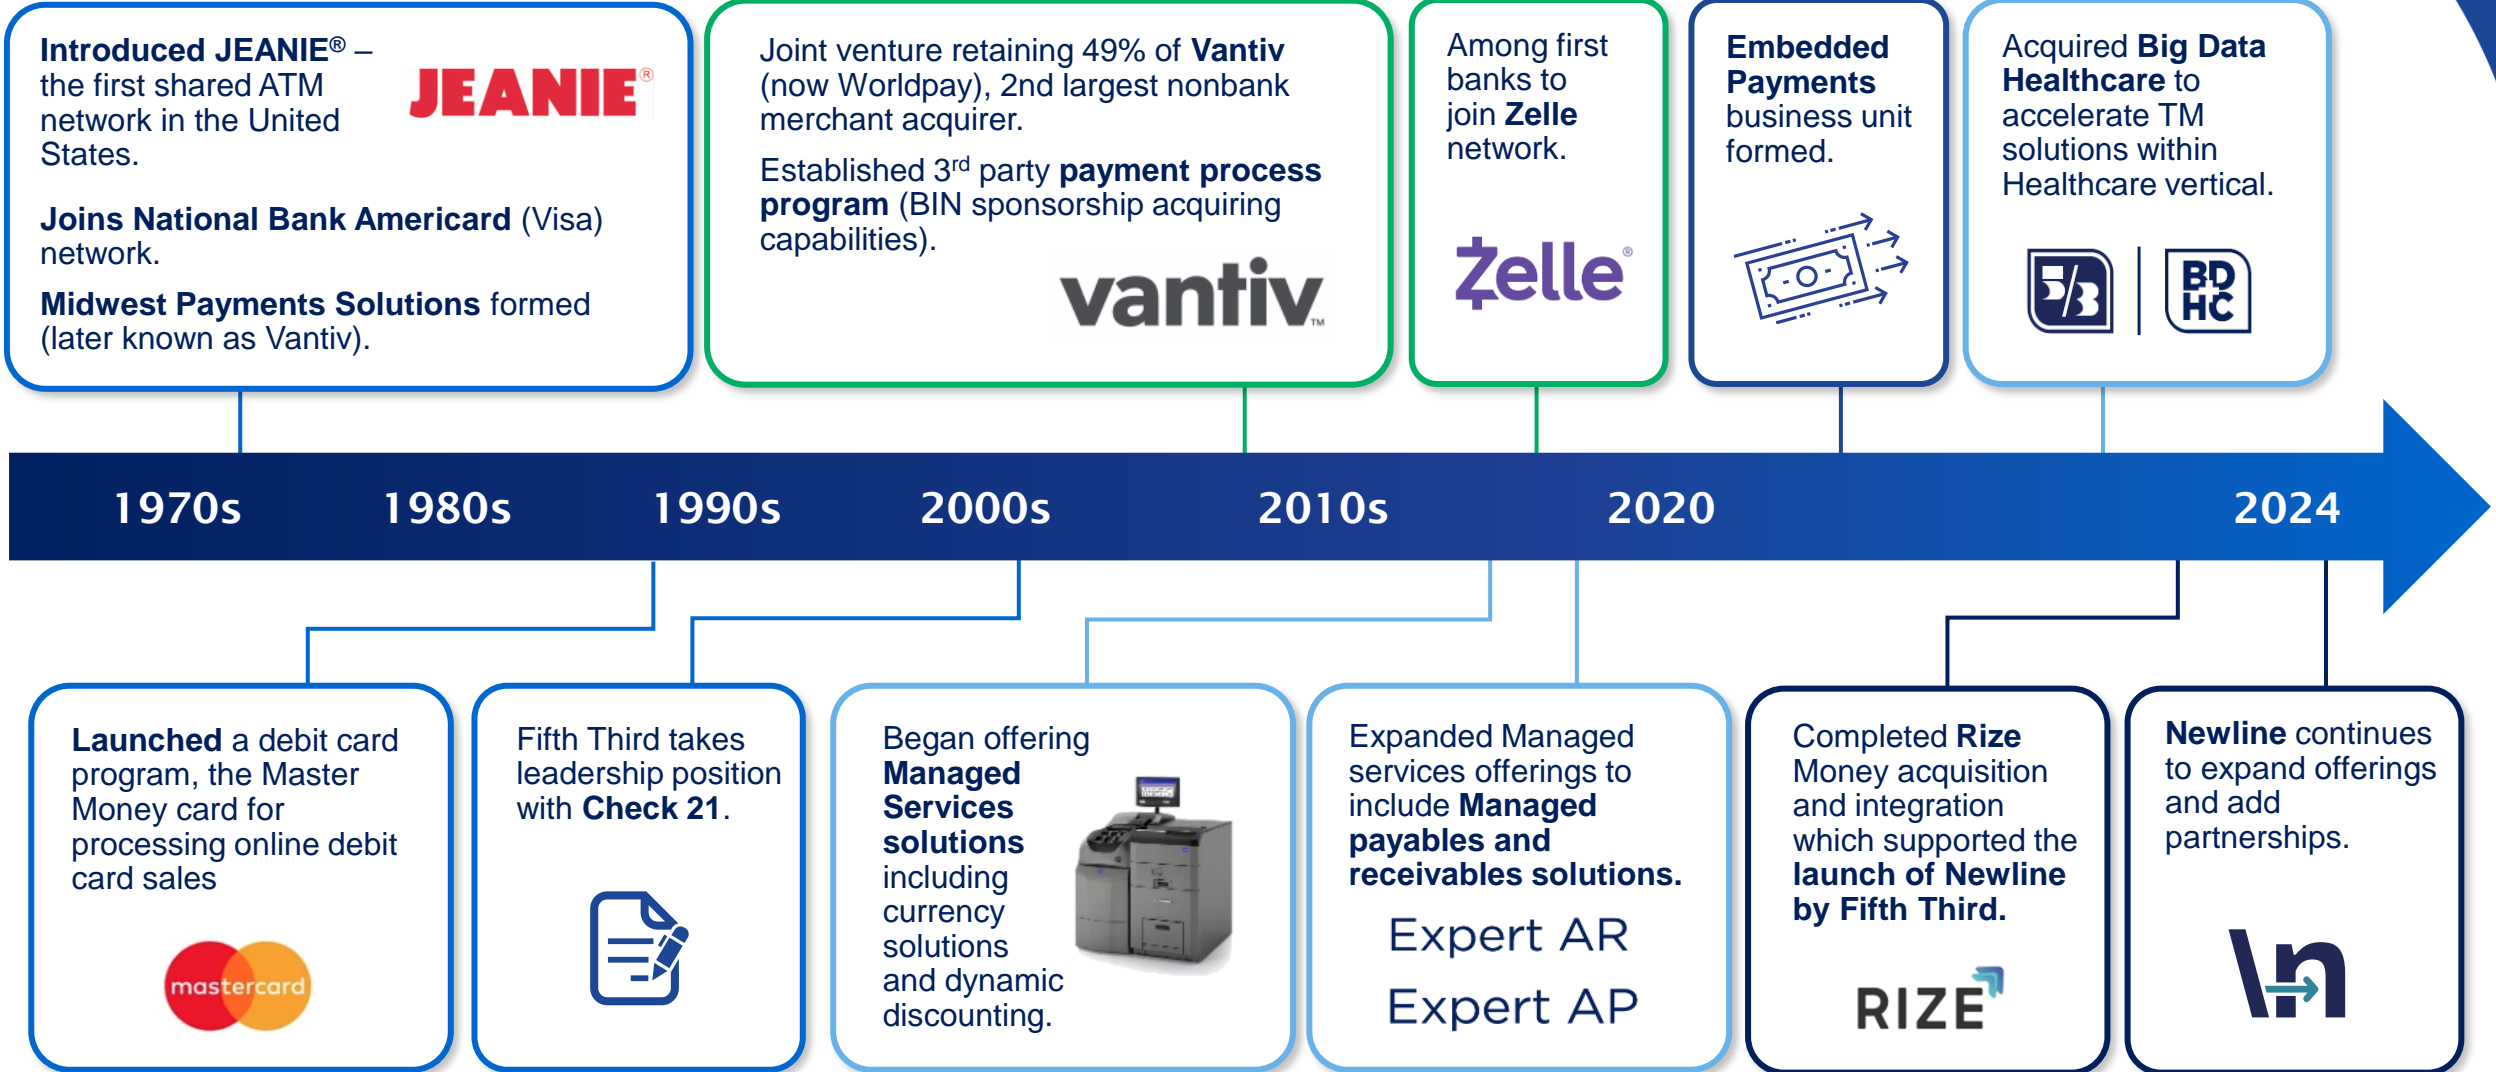 Introduced JEANIE® –
the first shared ATM
network in the United
States.
JEANIE®
Joins National Bank Americard (Visa)
network.
Midwest Payments Solutions formed
(later known as Vantiv).
Joint venture retaining 49% of Vantiv
(now Worldpay), 2nd largest nonbank
merchant acquirer.
Established 3rd party payment process
program (BIN sponsorship acquiring
capabilities).
vantiv™
Among first
banks to
join Zelle
network.
Zelle®
Embedded
Payments
business unit
formed.
Acquired Big Data
Healthcare to
accelerate TM
solutions within
Healthcare vertical.
5/3
BD
HC
1970s
1980s
1990s
2000s
2010s
2020
2024
Launched a debit card
program, the Master
Money card for
processing online debit
card sales
mastercard
Fifth Third takes
leadership position
with Check 21.
Began offering
Managed
Services
solutions
including
currency
solutions
and dynamic
discounting.
Expanded Managed
services offerings to
include Managed
payables and
receivables solutions.
Expert AR
Expert AP
Completed Rize
Money acquisition
and integration
which supported the
launch of Newline
by Fifth Third.
RIZE
Newline continues
to expand offerings
and add
partnerships.
\n